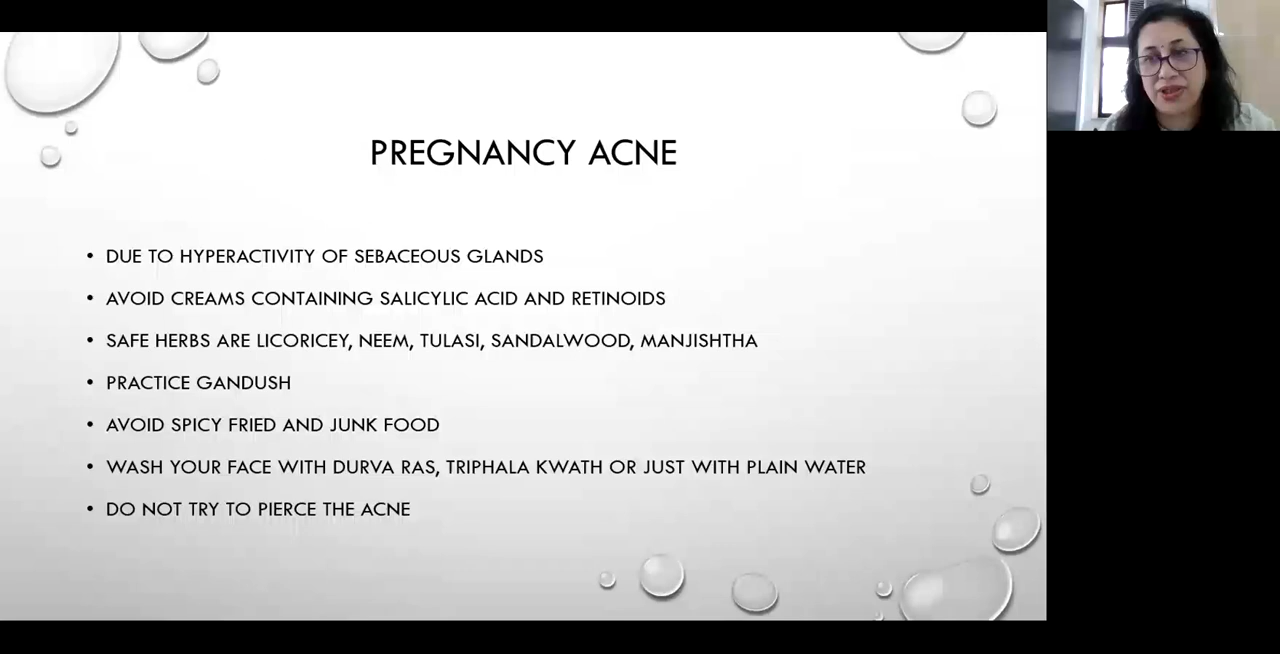 PREGNANCY ACNE
• DUE TO HYPERACTIVITY OF SEBACEOUS GLANDS
• AVOID CREAMS CONTAINING SALICYLIC ACID AND RETINOIDS
• SAFE HERBS ARE LICORICEY, NEEM, TULASI, SANDALWOOD, MANJISHTHA
• PRACTICE GANDUSH
• AVOID SPICY FRIED AND JUNK FOOD
• WASH YOUR FACE WITH DURVA RAS, TRIPHALA KWATH OR JUST WITH PLAIN WATER
• DO NOT TRY TO PIERCE THE ACNE